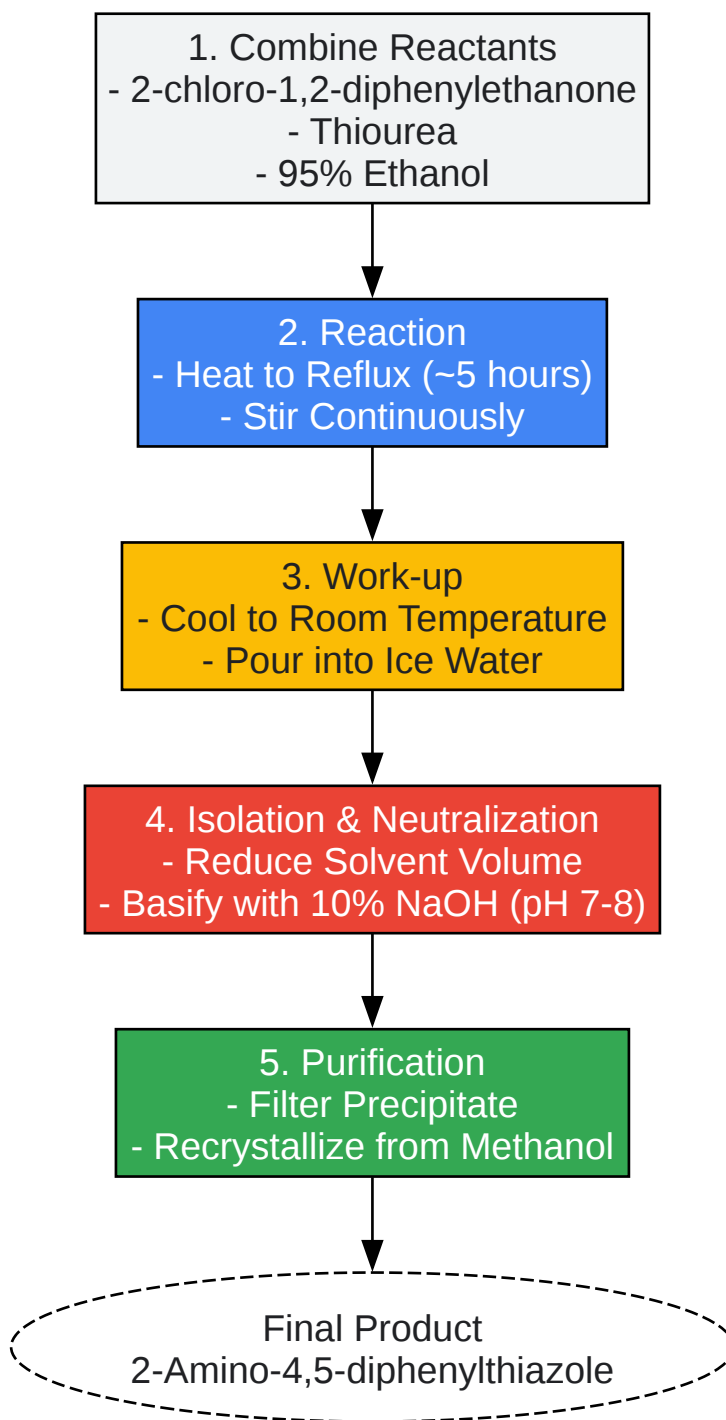 1. Combine Reactants
- 2-chloro-1,2-diphenylethanone
- Thiourea
- 95% Ethanol
2. Reaction
- Heat to Reflux (~5 hours)
- Stir Continuously
3. Work-up
- Cool to Room Temperature
- Pour into Ice Water
4. Isolation & Neutralization
- Reduce Solvent Volume
- Basify with 10% NaOH (pH 7-8)
5. Purification
- Filter Precipitate
- Recrystallize from Methanol
Final Product
2-Amino-4,5-diphenylthiazole